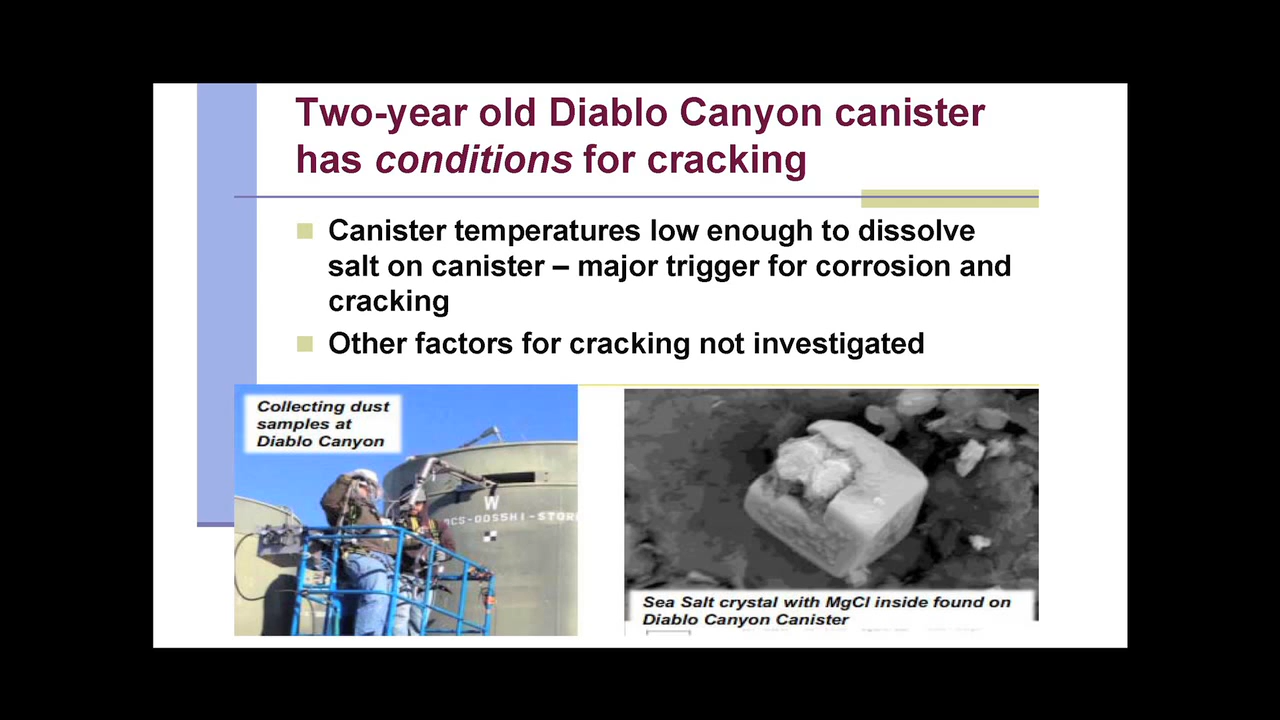 Two-year old Diablo Canyon canister
has conditions for cracking
Canister temperatures low enough to dissolve
salt on canister – major trigger for corrosion and
cracking
Other factors for cracking not investigated
Collecting dust
samples at
Diablo Canyon
W
Sea Salt crystal with MgCl inside found on
Diablo Canyon Canister